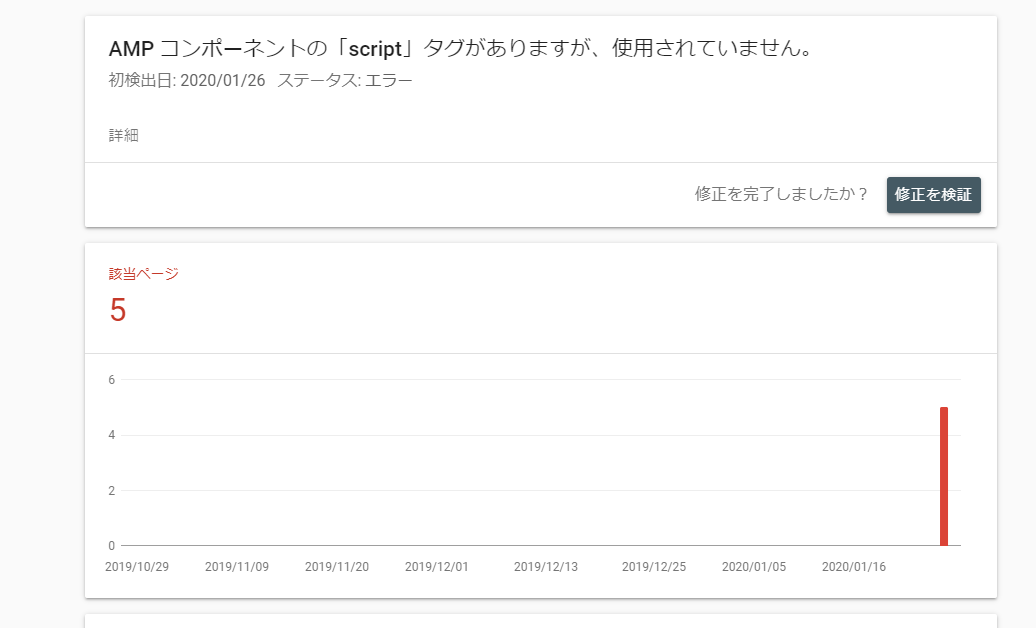 AMP コンポーネントの「script」タグがありますが、使用されていません。
初検出日: 2020/01/26 ステータス: エラー
詳細
修正を完了しましたか？ 修正を検証
該当ページ
5
6
4
2
0
2019/10/29 2019/11/09 2019/11/20 2019/12/01 2019/12/13 2019/12/25 2020/01/05 2020/01/16